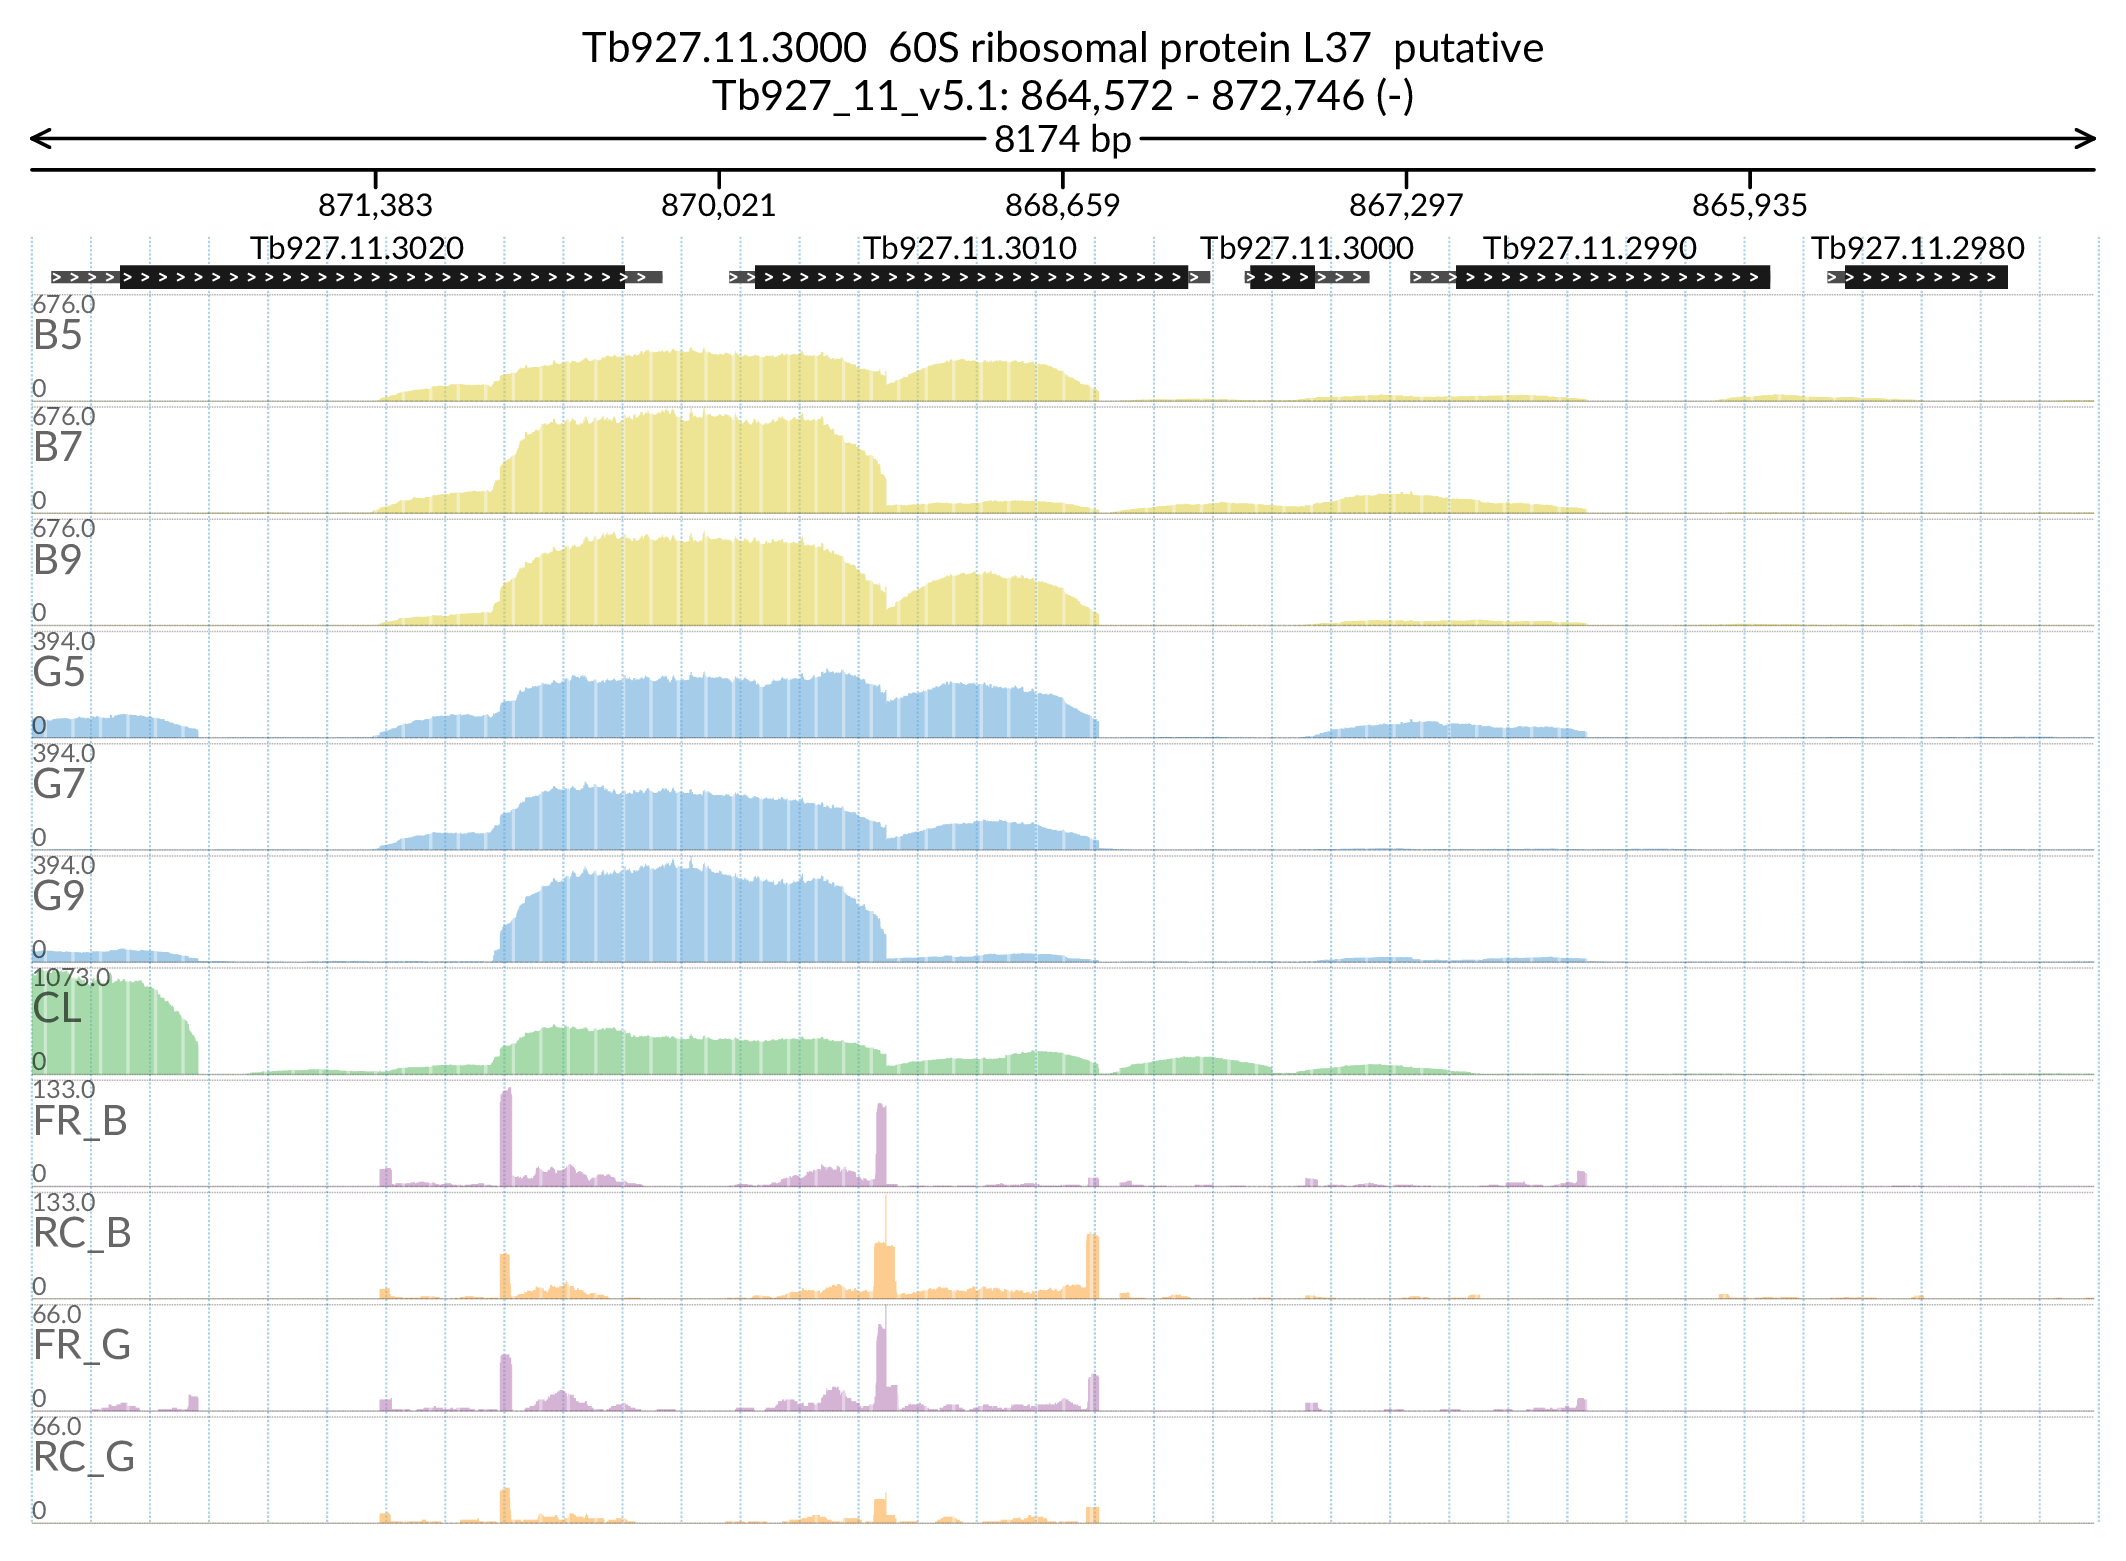 Tb927.11.3000  60S ribosomal protein L37  putative
Tb927_11_v5.1: 864,572 - 872,746 (-)
8174 bp
871,383 870,021 868,659 867,297 865,935
Tb927.11.3020 Tb927.11.3010 Tb927.11.3000 Tb927.11.2990 Tb927.11.2980
676.0
B5
0
676.0
B7
0
676.0
B9
0
394.0
G5
0
394.0
G7
0
394.0
G9
0
1073.0
CL
0
133.0
FR_B
0
133.0
RC_B
0
66.0
FR_G
0
66.0
RC_G
0